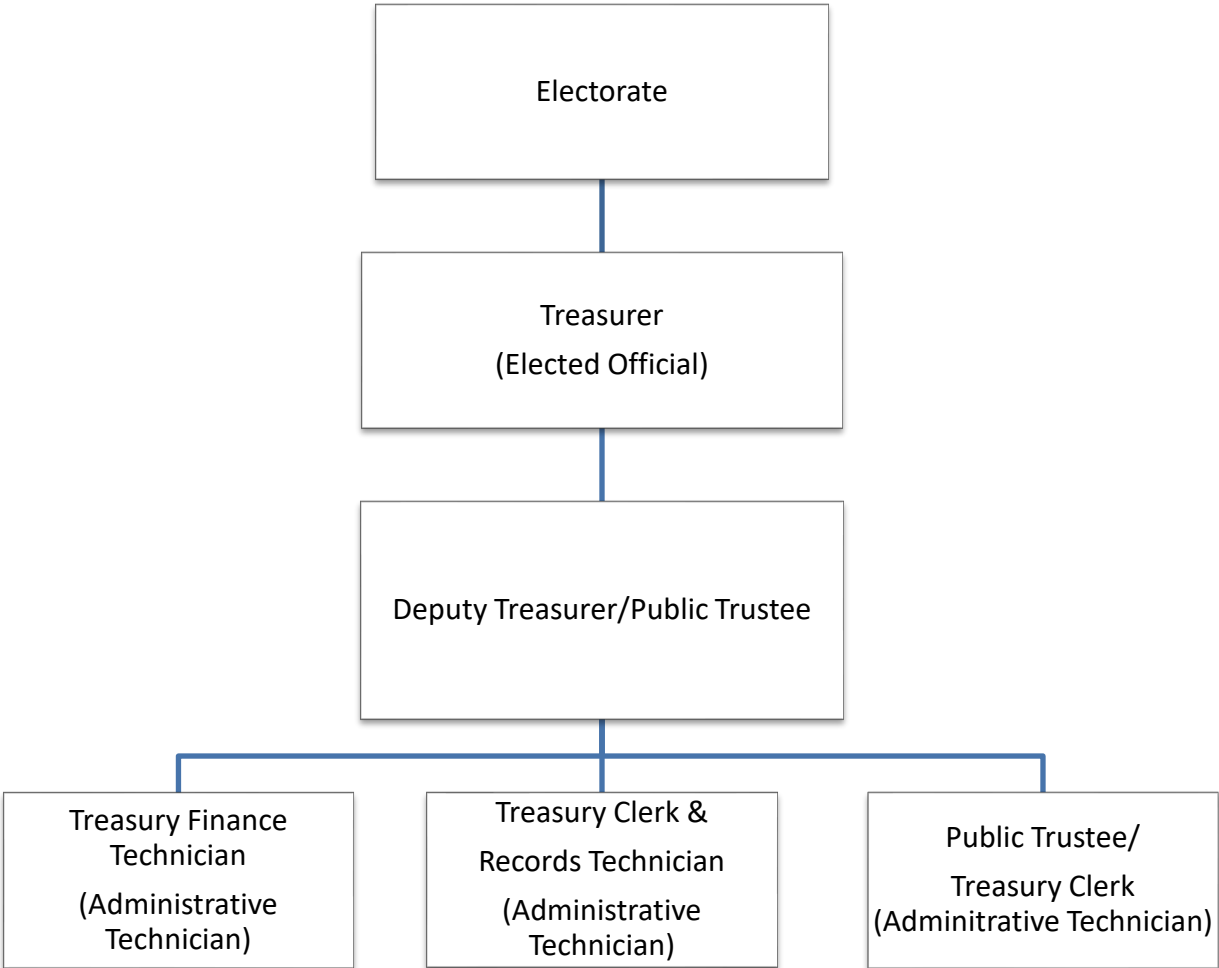 Electorate
Treasurer
(Elected Official)
Deputy Treasurer/Public Trustee
Treasury Finance
Technician
(Administrative
Technician)
Treasury Clerk &
Records Technician
(Administrative
Technician)
Public Trustee/
Treasury Clerk
(Adminitrative Technician)